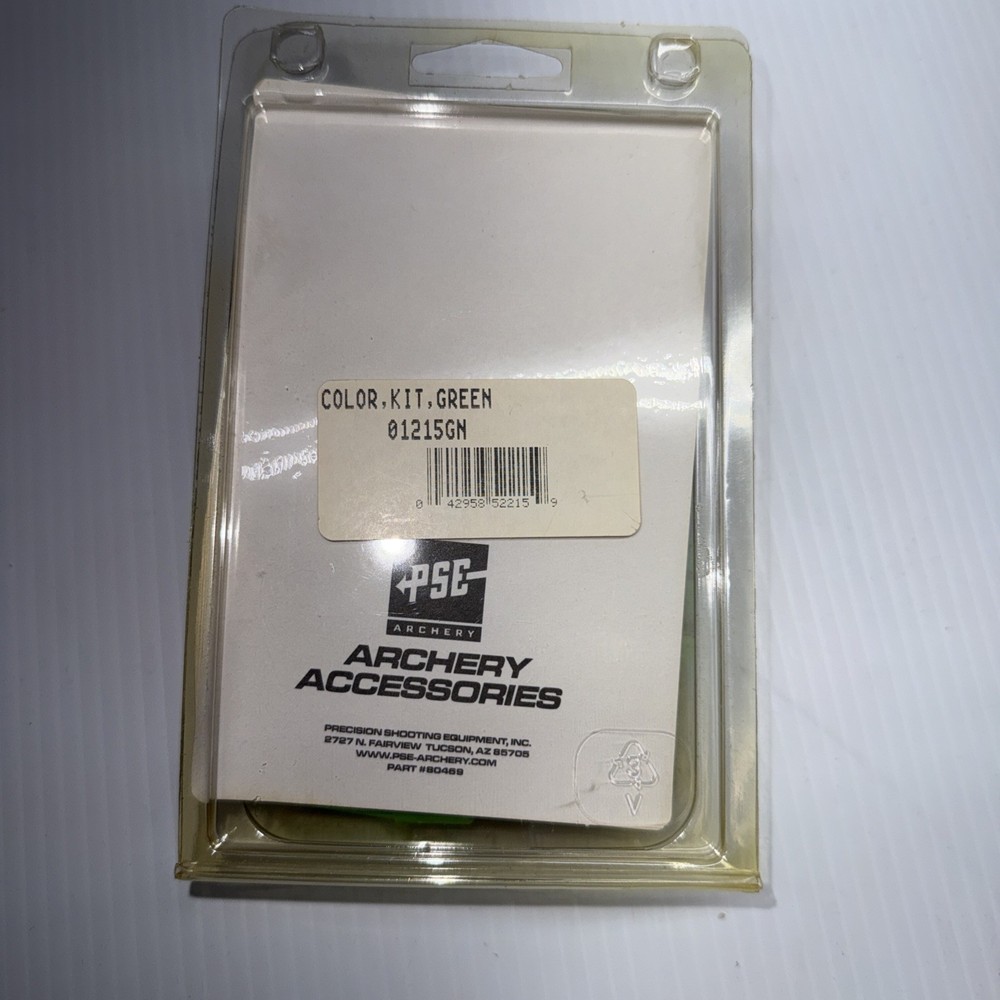 COLOR,KIT,GREEN
01215GN
0 42958 52215 9
PSE
ARCHERY
ARCHERY
ACCESSORIES
PRECISION SHOOTING EQUIPMENT, INC.
2727 N. FAIRVIEW TUCSON, AZ 85705
WWW.PSE-ARCHERY.COM
PART #80469
3
V